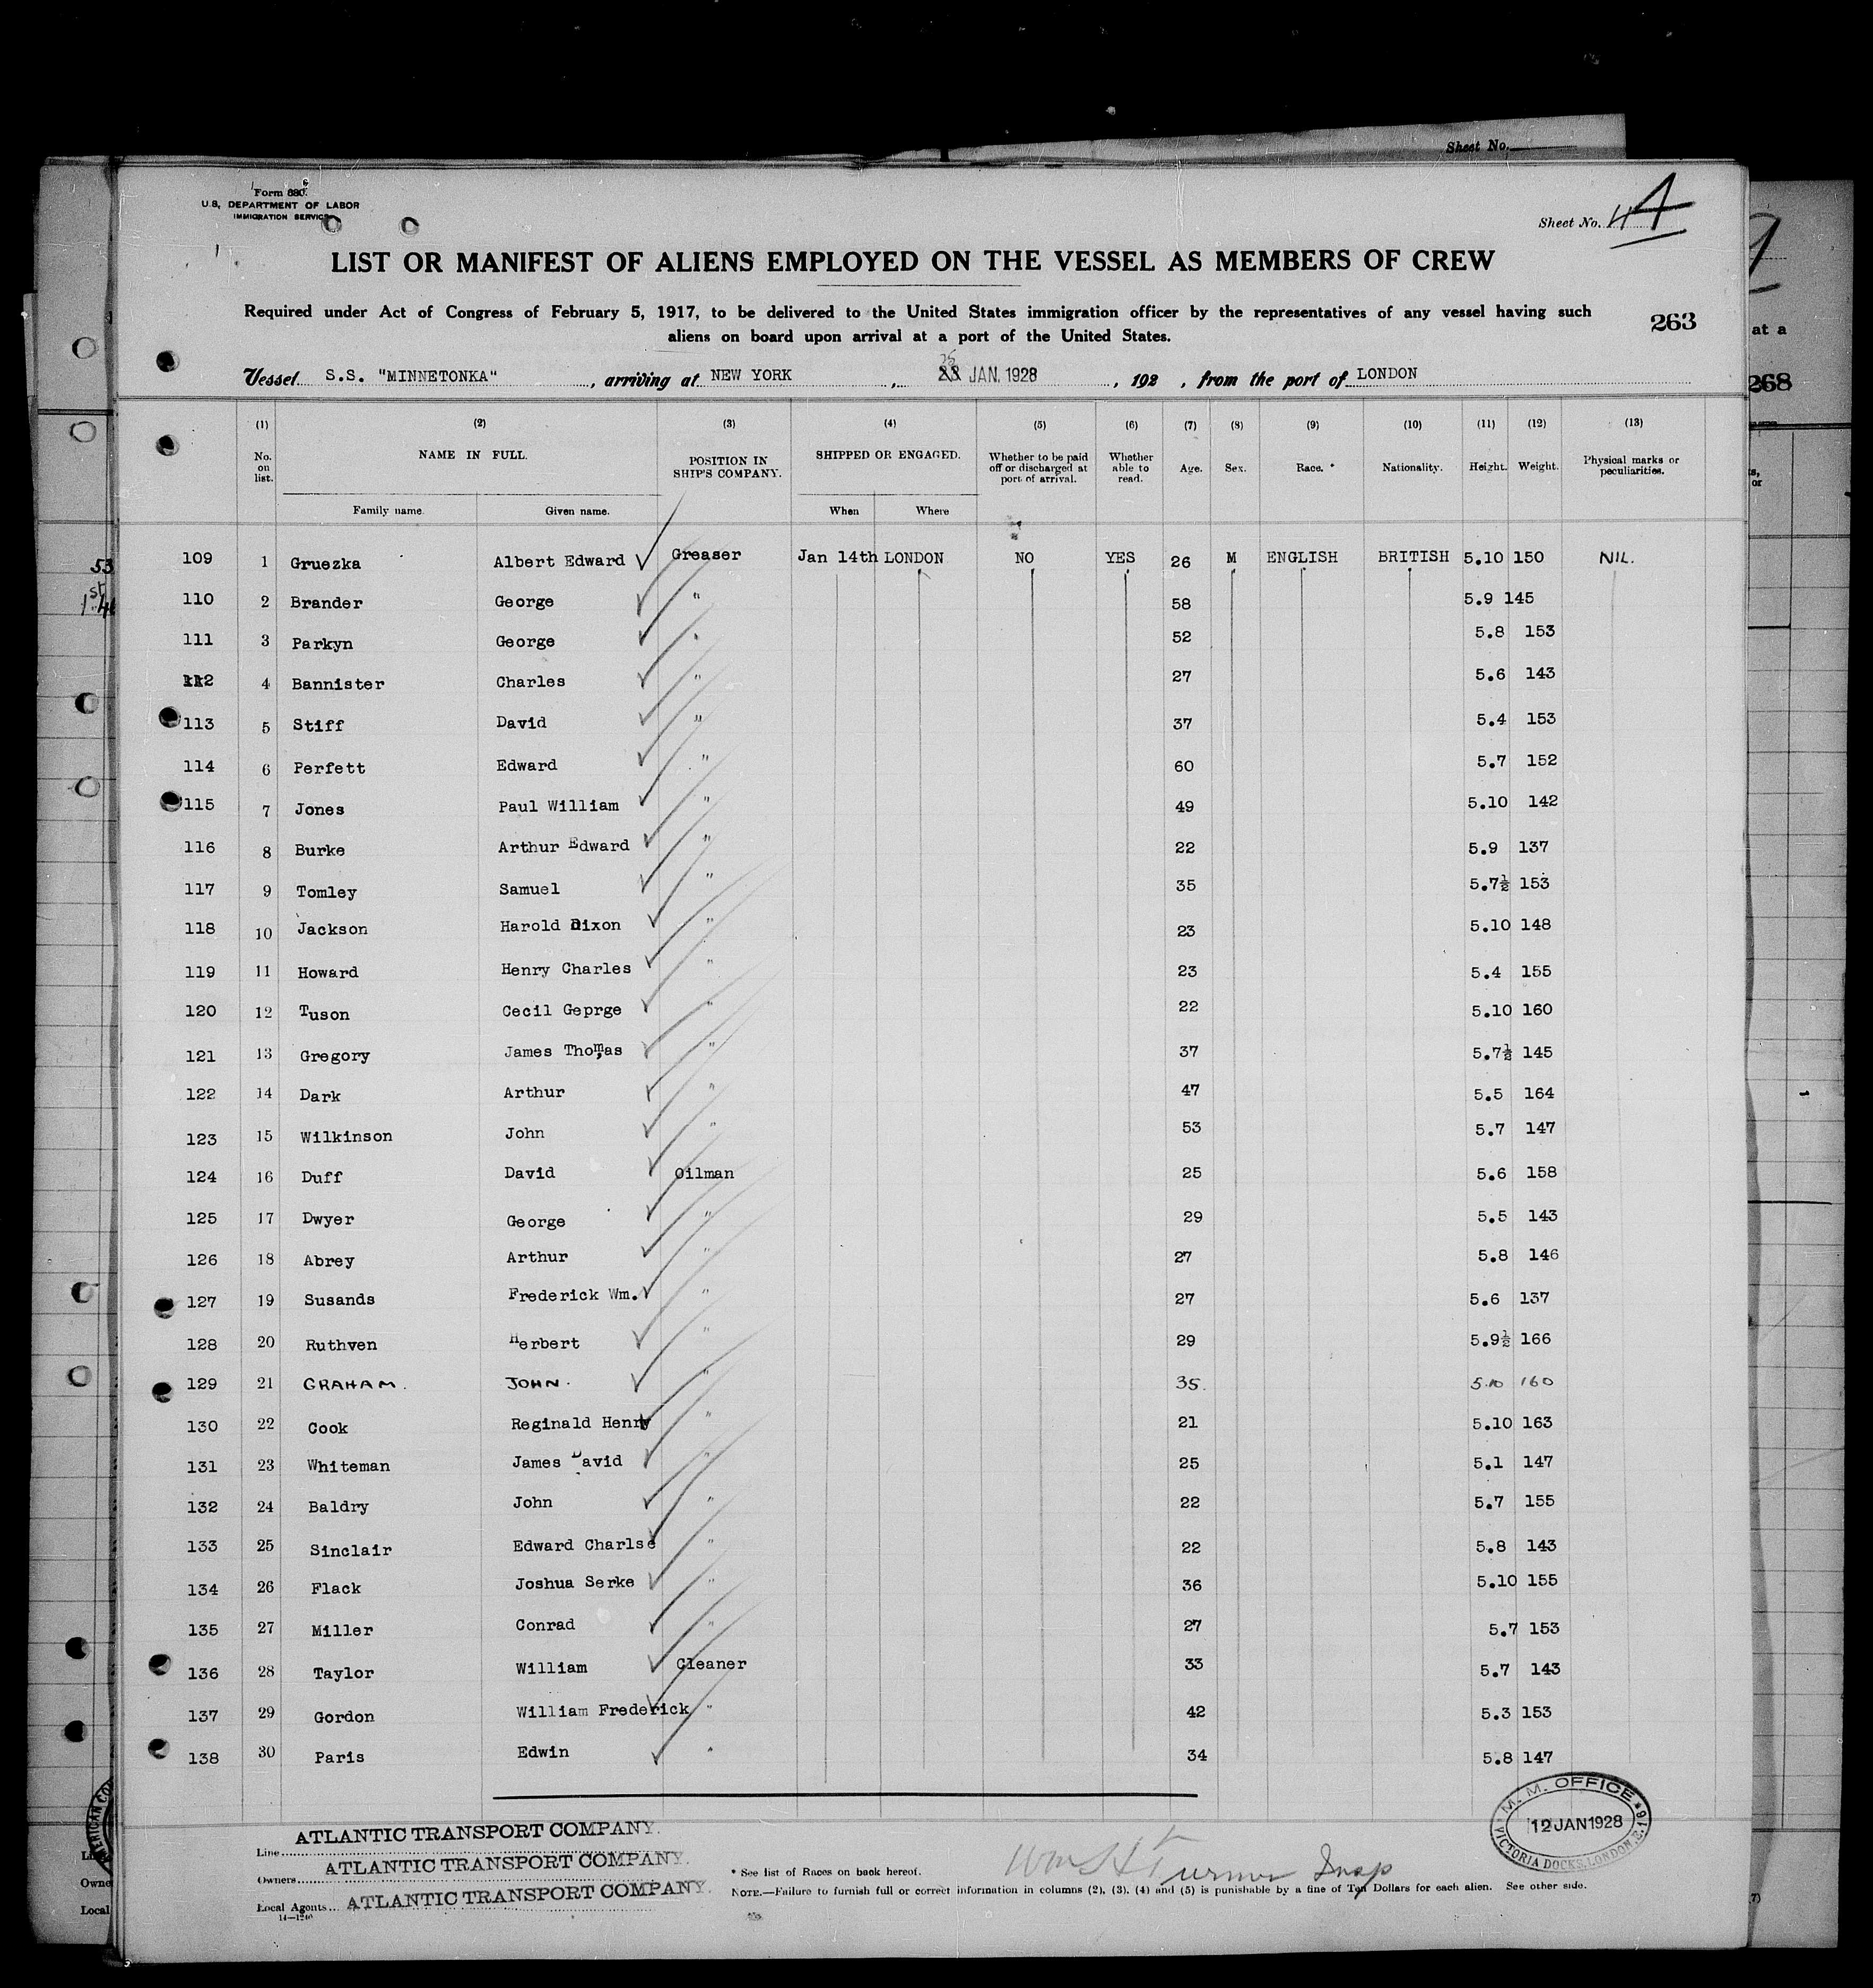 Sheet No.
Form 680
U.S. DEPARTMENT OF LABOR
IMMIGRATION SERVICE
Sheet No. 4
LIST OR MANIFEST OF ALIENS EMPLOYED ON THE VESSEL AS MEMBERS OF CREW
Required under Act of Congress of February 5, 1917, to be delivered to the United States immigration officer by the representatives of any vessel having such
aliens on board upon arrival at a port of the United States.
263
at a
268
Vessel S.S. "MINNETONKA", arriving at NEW YORK, 25 JAN. 1928, 192 , from the port of LONDON
(1) (2) (3) (4) (5) (6) (7) (8) (9) (10) (11) (12) (13)
No. on list. NAME IN FULL. POSITION IN SHIP'S COMPANY. SHIPPED OR ENGAGED. Whether to be paid off or discharged at port of arrival. Whether able to read. Age. Sex. Race. * Nationality. Height. Weight. Physical marks or peculiarities.
Family name. Given name. When Where
109 1 Gruezka Albert Edward Greaser Jan 14th LONDON NO YES 26 M ENGLISH BRITISH 5.10 150 NIL.
110 2 Brander George " 58 5.9 145
111 3 Parkyn George " 52 5.8 153
112 4 Bannister Charles " 27 5.6 143
113 5 Stiff David " 37 5.4 153
114 6 Perfett Edward " 60 5.7 152
115 7 Jones Paul William " 49 5.10 142
116 8 Burke Arthur Edward " 22 5.9 137
117 9 Tomley Samuel " 35 5.7½ 153
118 10 Jackson Harold Dixon " 23 5.10 148
119 11 Howard Henry Charles " 23 5.4 155
120 12 Tuson Cecil Geprge " 22 5.10 160
121 13 Gregory James Thomas " 37 5.7½ 145
122 14 Dark Arthur " 47 5.5 164
123 15 Wilkinson John " 53 5.7 147
124 16 Duff David Oilman 25 5.6 158
125 17 Dwyer George " 29 5.5 143
126 18 Abrey Arthur " 27 5.8 146
127 19 Susands Frederick Wm. " 27 5.6 137
128 20 Ruthven Herbert " 29 5.9½ 166
129 21 GRAHAM. JOHN. " 35. 5.10 160
130 22 Cook Reginald Henry " 21 5.10 163
131 23 Whiteman James David " 25 5.1 147
132 24 Baldry John " 22 5.7 155
133 25 Sinclair Edward Charlse " 22 5.8 143
134 26 Flack Joshua Serke " 36 5.10 155
135 27 Miller Conrad " 27 5.7 153
136 28 Taylor William Cleaner 33 5.7 143
137 29 Gordon William Frederick " 42 5.3 153
138 30 Paris Edwin " 34 5.8 147
M. M. OFFICE
12 JAN 1928
VICTORIA DOCKS, LONDON, E.16
Line ATLANTIC TRANSPORT COMPANY.
Owners ATLANTIC TRANSPORT COMPANY.
Local Agents ATLANTIC TRANSPORT COMPANY.
14—1240
* See list of Races on back hereof.
Wm H Turner Insp
NOTE.—Failure to furnish full or correct information in columns (2), (3), (4) and (5) is punishable by a fine of Ten Dollars for each alien. See other side.